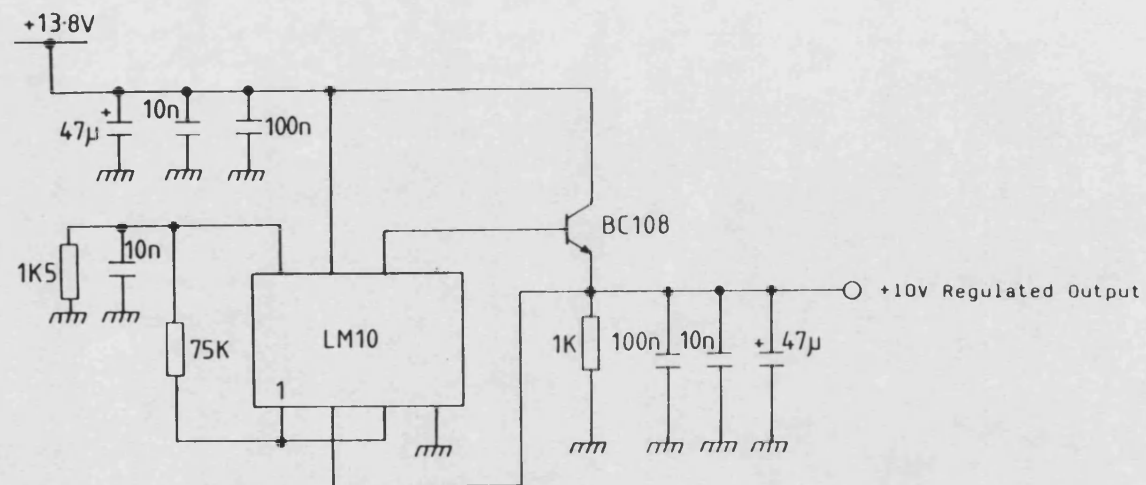 +13·8V
47µ
+
10n
100n
BC108
1K5
10n
75K
LM10
1
1K
100n
10n
+
47µ
+10V Regulated Output